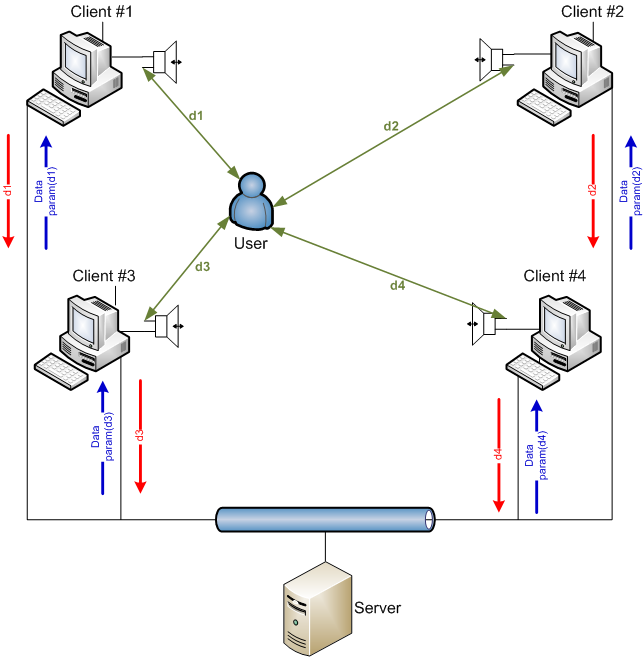 Client #1
Client #2
d1
d2
d1
Data
param(d1)
d2
Data
param(d2)
User
d3
d4
Client #3
Client #4
d3
Data
param(d3)
d4
Data
param(d4)
Server